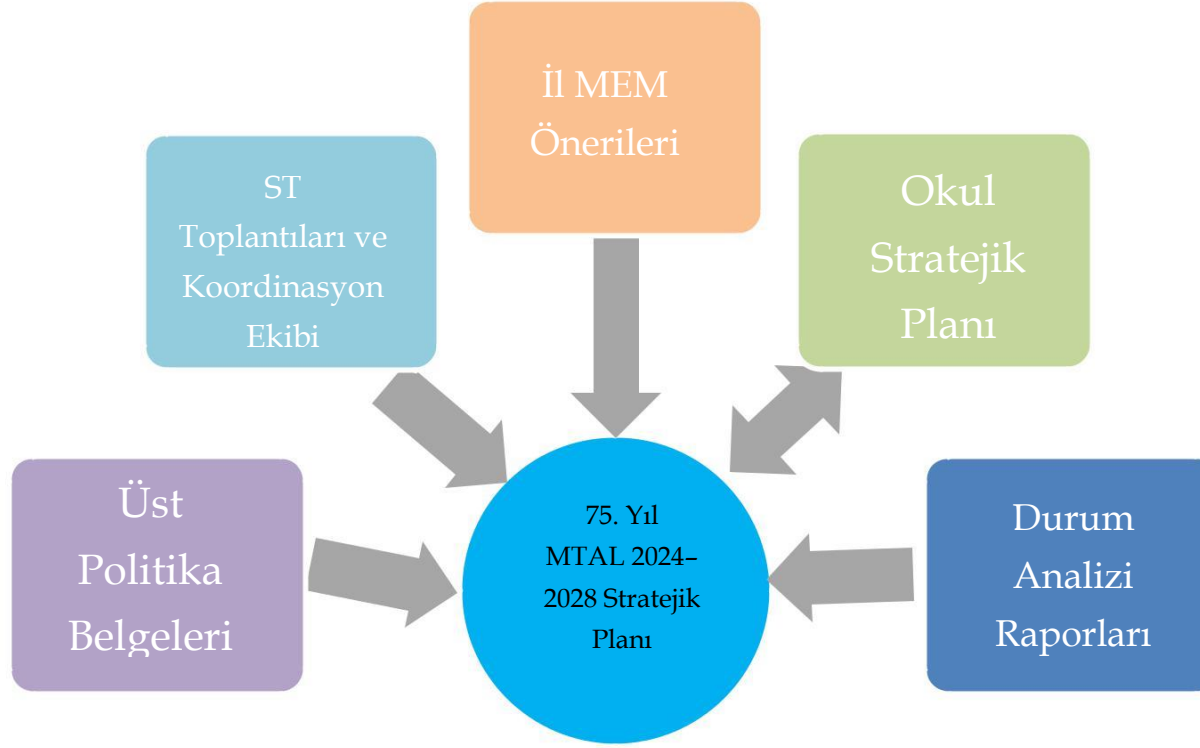 İl MEM
Önerileri
ST
Toplantıları ve
Koordinasyon
Ekibi
Okul
Stratejik
Planı
Üst
Politika
Belgeleri
75. Yıl
MTAL 2024–
2028 Stratejik
Planı
Durum
Analizi
Raporları